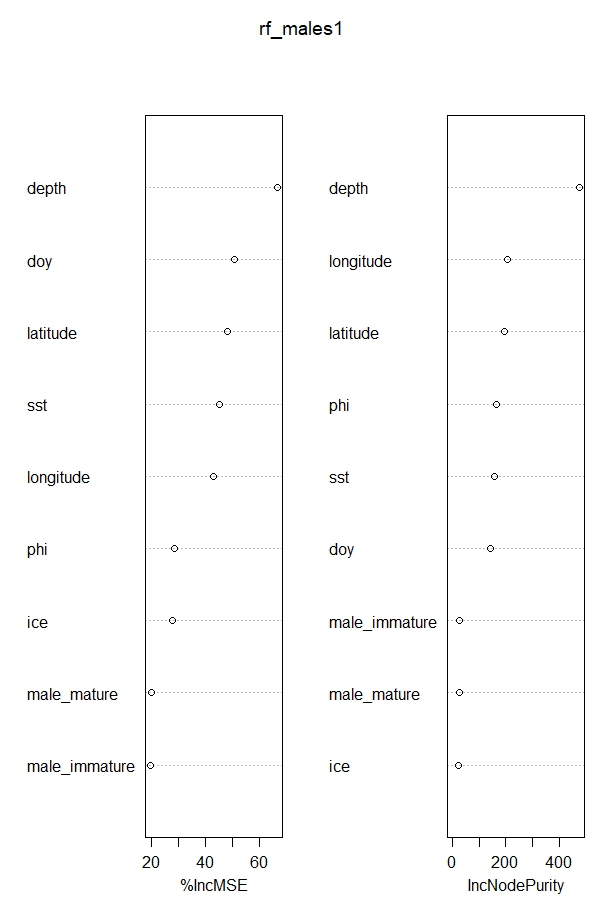 rf_males1
depth
doy
latitude
sst
longitude
phi
ice
male_mature
male_immature
20 40 60
%IncMSE
depth
longitude
latitude
phi
sst
doy
male_immature
male_mature
ice
0 200 400
IncNodePurity